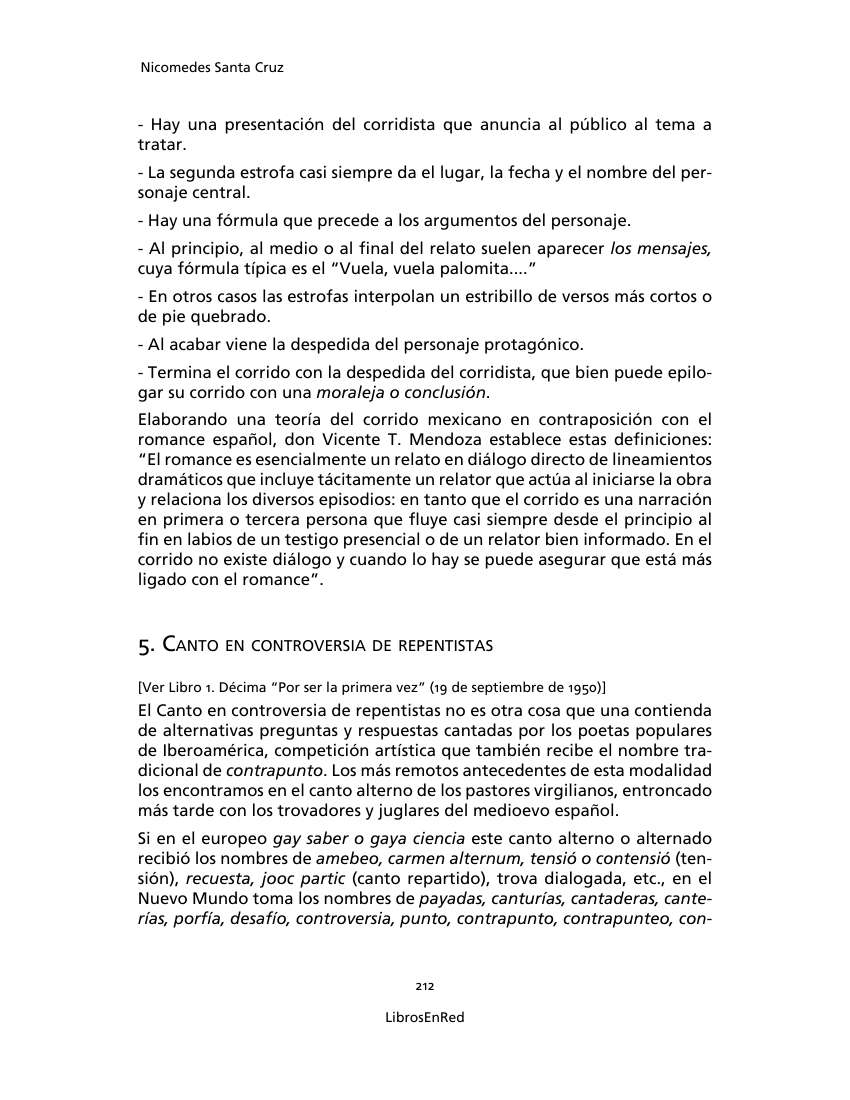 Nicomedes Santa Cruz
- Hay una presentación del corridista que anuncia al público al tema a
tratar.
- La segunda estrofa casi siempre da el lugar, la fecha y el nombre del per-
sonaje central.
- Hay una fórmula que precede a los argumentos del personaje.
- Al principio, al medio o al final del relato suelen aparecer los mensajes,
cuya fórmula típica es el “Vuela, vuela palomita....”
- En otros casos las estrofas interpolan un estribillo de versos más cortos o
de pie quebrado.
- Al acabar viene la despedida del personaje protagónico.
- Termina el corrido con la despedida del corridista, que bien puede epilo-
gar su corrido con una moraleja o conclusión.
Elaborando una teoría del corrido mexicano en contraposición con el
romance español, don Vicente T. Mendoza establece estas definiciones:
“El romance es esencialmente un relato en diálogo directo de lineamientos
dramáticos que incluye tácitamente un relator que actúa al iniciarse la obra
y relaciona los diversos episodios: en tanto que el corrido es una narración
en primera o tercera persona que fluye casi siempre desde el principio al
fin en labios de un testigo presencial o de un relator bien informado. En el
corrido no existe diálogo y cuando lo hay se puede asegurar que está más
ligado con el romance”.
5. Canto en controversia de repentistas
[Ver Libro 1. Décima “Por ser la primera vez” (19 de septiembre de 1950)]
El Canto en controversia de repentistas no es otra cosa que una contienda
de alternativas preguntas y respuestas cantadas por los poetas populares
de Iberoamérica, competición artística que también recibe el nombre tra-
dicional de contrapunto. Los más remotos antecedentes de esta modalidad
los encontramos en el canto alterno de los pastores virgilianos, entroncado
más tarde con los trovadores y juglares del medioevo español.
Si en el europeo gay saber o gaya ciencia este canto alterno o alternado
recibió los nombres de amebeo, carmen alternum, tensió o contensió (ten-
sión), recuesta, jooc partic (canto repartido), trova dialogada, etc., en el
Nuevo Mundo toma los nombres de payadas, canturías, cantaderas, cante-
rías, porfía, desafío, controversia, punto, contrapunto, contrapunteo, con-
212
LibrosEnRed